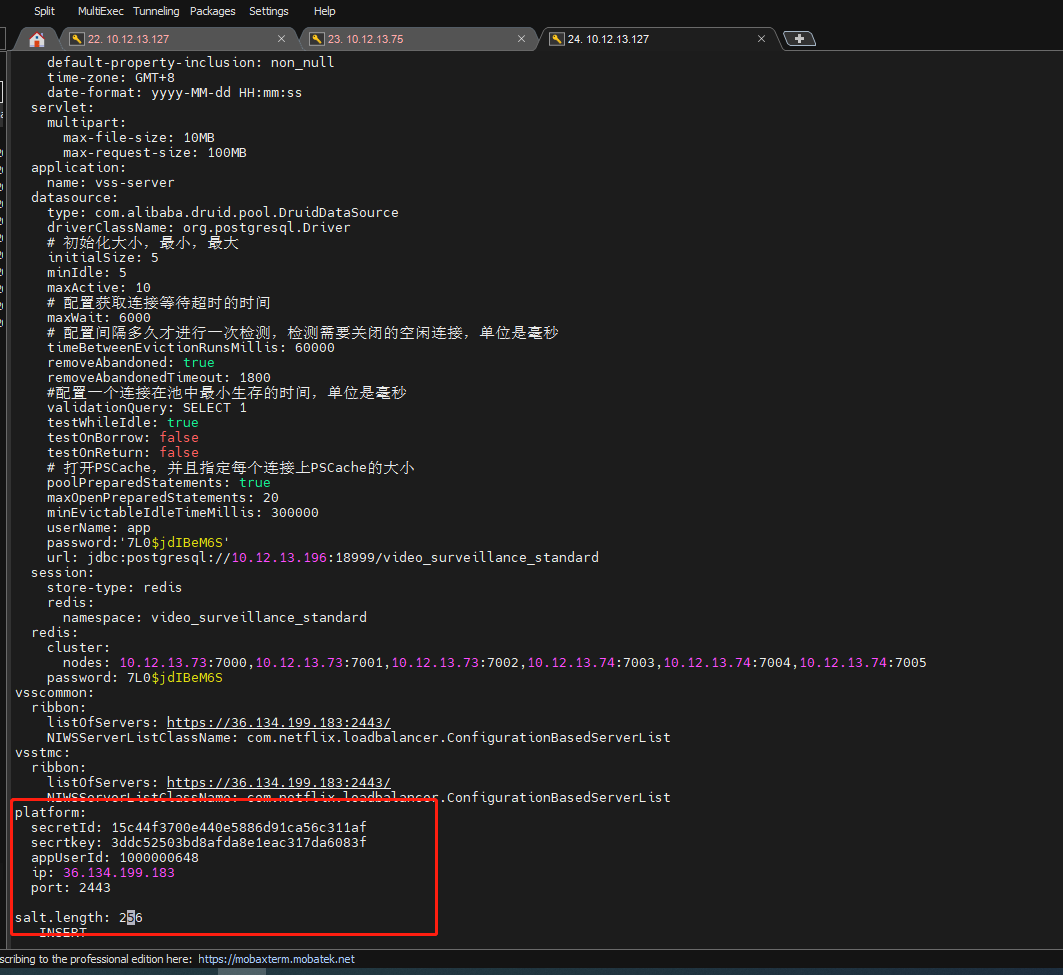 Split MultiExec Tunneling Packages Settings Help
22. 10.12.13.127 23. 10.12.13.75 24. 10.12.13.127
default-property-inclusion: non_null
time-zone: GMT+8
date-format: yyyy-MM-dd HH:mm:ss
servlet:
multipart:
max-file-size: 10MB
max-request-size: 100MB
application:
name: vss-server
datasource:
type: com.alibaba.druid.pool.DruidDataSource
driverClassName: org.postgresql.Driver
# 初始化大小，最小，最大
initialSize: 5
minIdle: 5
maxActive: 10
# 配置获取连接等待超时的时间
maxWait: 6000
# 配置间隔多久才进行一次检测，检测需要关闭的空闲连接，单位是毫秒
timeBetweenEvictionRunsMillis: 60000
removeAbandoned: true
removeAbandonedTimeout: 1800
#配置一个连接在池中最小生存的时间，单位是毫秒
validationQuery: SELECT 1
testWhileIdle: true
testOnBorrow: false
testOnReturn: false
# 打开PSCache，并且指定每个连接上PSCache的大小
poolPreparedStatements: true
maxOpenPreparedStatements: 20
minEvictableIdleTimeMillis: 300000
userName: app
password:'7L0$jdIBeM6S'
url: jdbc:postgresql://10.12.13.196:18999/video_surveillance_standard
session:
store-type: redis
redis:
namespace: video_surveillance_standard
redis:
cluster:
nodes: 10.12.13.73:7000,10.12.13.73:7001,10.12.13.73:7002,10.12.13.74:7003,10.12.13.74:7004,10.12.13.74:7005
password: 7L0$jdIBeM6S
vsscommon:
ribbon:
listOfServers: https://36.134.199.183:2443/
NIWSServerListClassName: com.netflix.loadbalancer.ConfigurationBasedServerList
vsstmc:
ribbon:
listOfServers: https://36.134.199.183:2443/
NIWSServerListClassName: com.netflix.loadbalancer.ConfigurationBasedServerList
platform:
secretId: 15c44f3700e440e5886d91ca56c311af
secrtkey: 3ddc52503bd8afda8e1eac317da6083f
appUserId: 1000000648
ip: 36.134.199.183
port: 2443
salt.length: 256
INSERT
scribing to the professional edition here: https://mobaxterm.mobatek.net